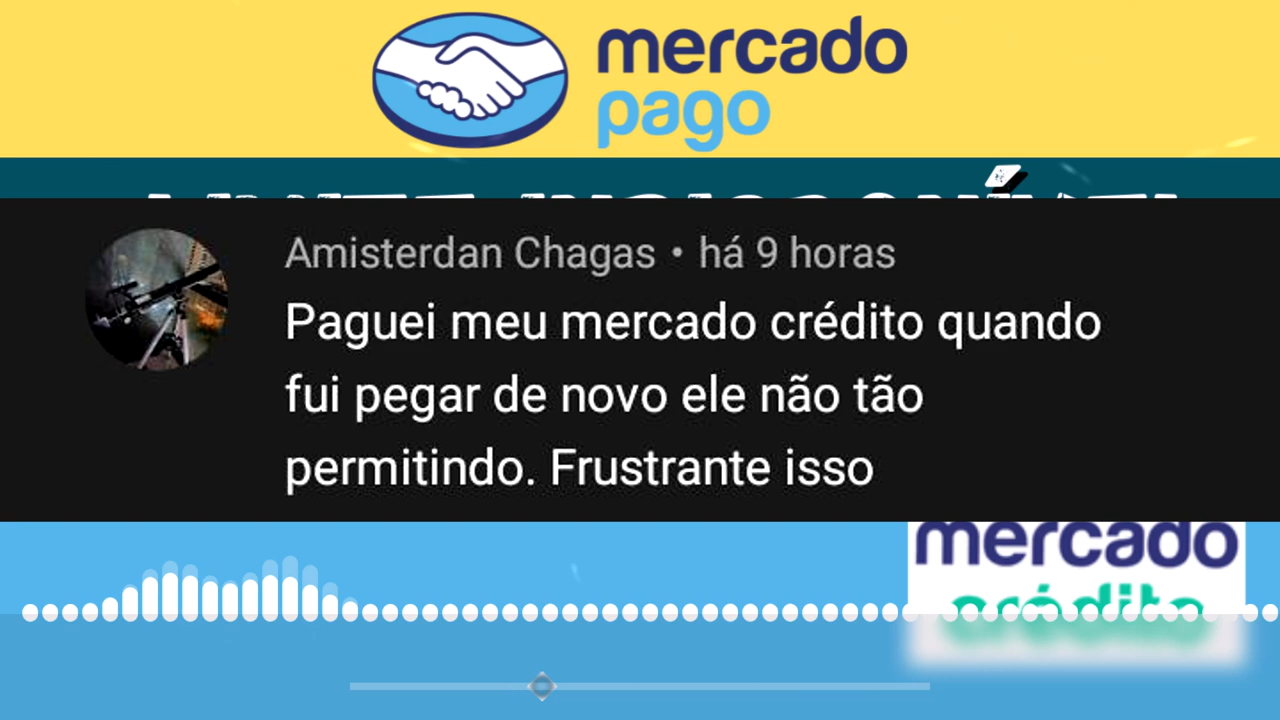 mercado
pago
Amisterdan Chagas • há 9 horas
Paguei meu mercado crédito quando
fui pegar de novo ele não tão
permitindo. Frustrante isso
mercado
crédito